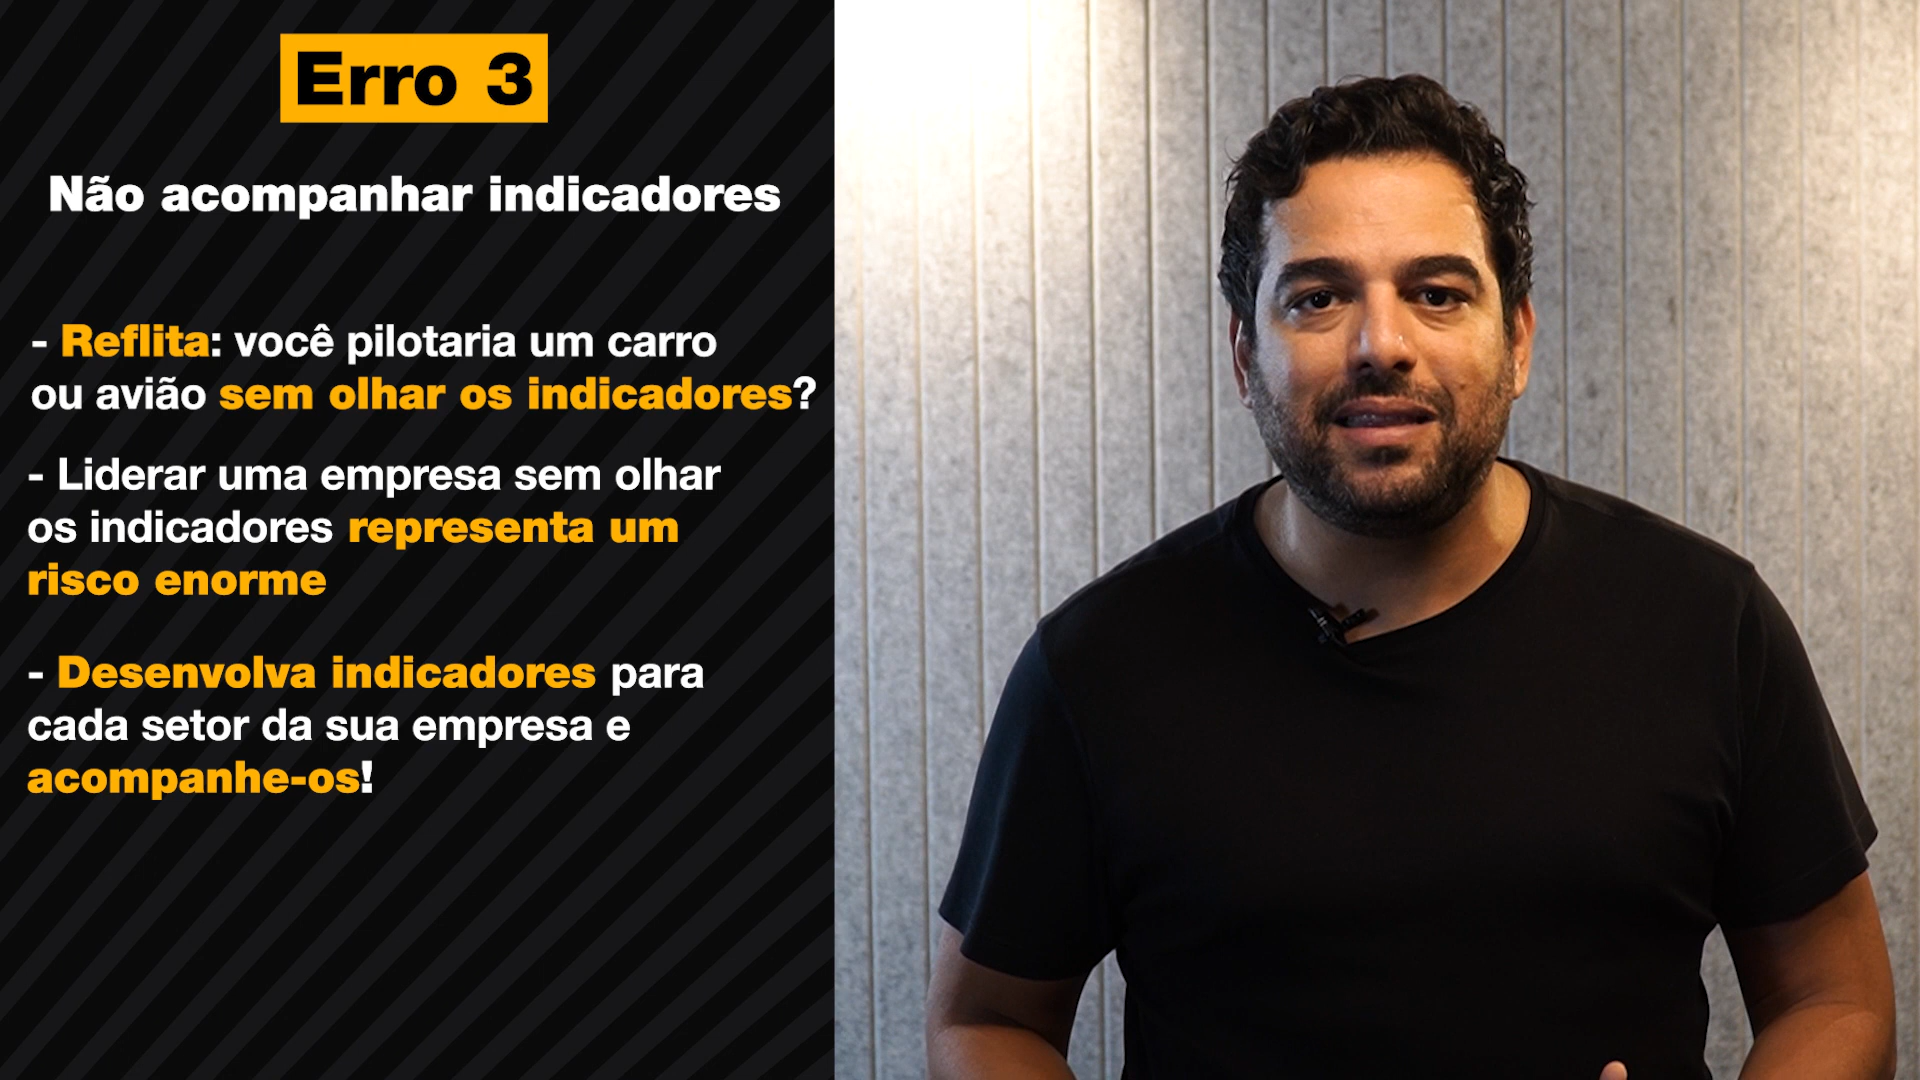 Erro 3
Não acompanhar indicadores
- Reflita: você pilotaria um carro
ou avião sem olhar os indicadores?
- Liderar uma empresa sem olhar
os indicadores representa um
risco enorme
- Desenvolva indicadores para
cada setor da sua empresa e
acompanhe-os!